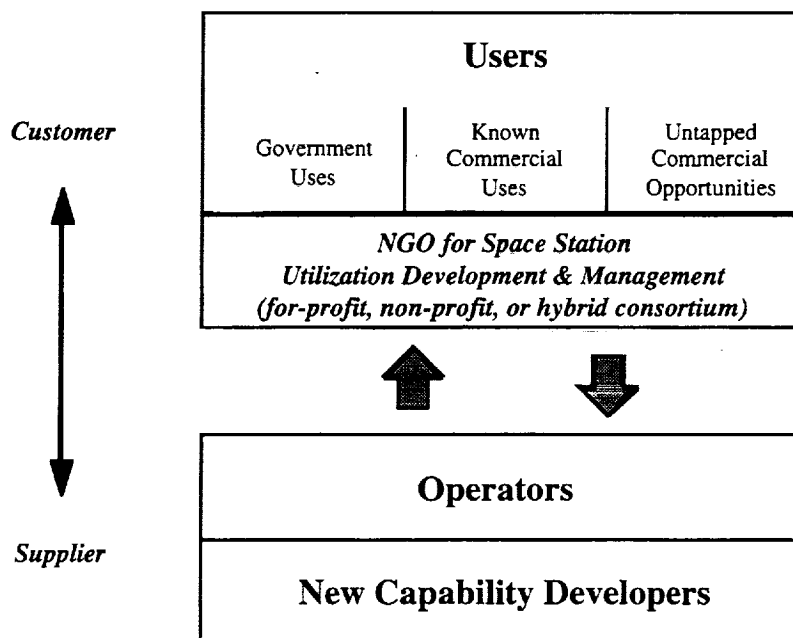 Users
Customer
Government
Uses
Known
Commercial
Uses
Untapped
Commercial
Opportunities
NGO for Space Station
Utilization Development & Management
(for-profit, non-profit, or hybrid consortium)
Operators
Supplier
New Capability Developers